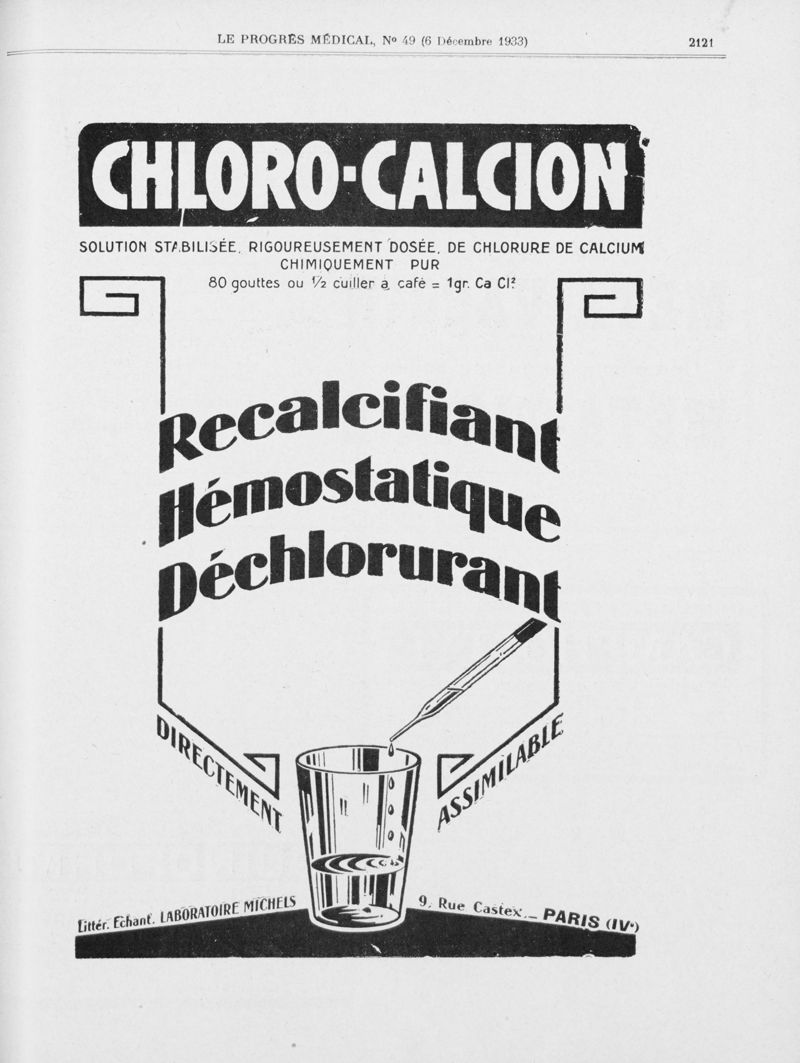 LE PROGRÈS MÉDICAL, Nº 49 (6 Décembre 1933)
2121
CHLORO-CALCION
SOLUTION STABILISÉE, RIGOUREUSEMENT DOSÉE, DE CHLORURE DE CALCIUM
CHIMIQUEMENT PUR
80 gouttes ou ½ cuiller à café = 1gr. Ca Cl²
Recalcifiant
Hémostatique
Déchlorurant
DIRECTEMENT
ASSIMILABLE
Littér. Echant. LABORATOIRE MICHELS
9, Rue Castex._ PARIS (IVe)